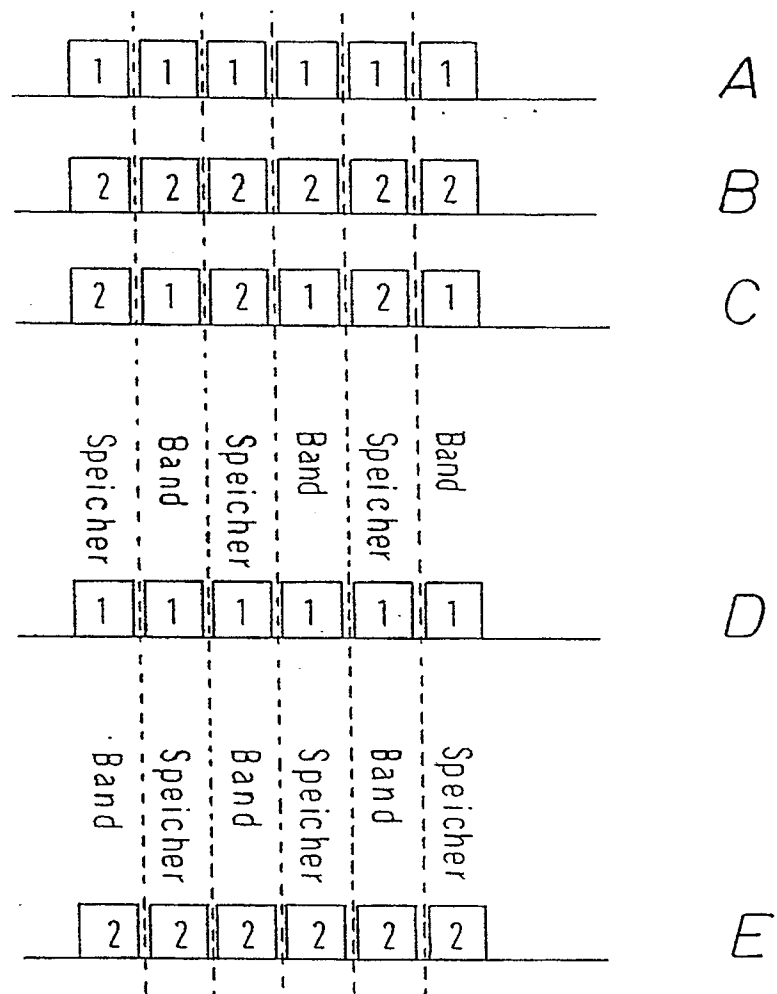 1 1 1 1 1 1 A
2 2 2 2 2 2 B
2 1 2 1 2 1 C
Speicher Band Speicher Band Speicher Band
1 1 1 1 1 1 D
Band Speicher Band Speicher Band Speicher
2 2 2 2 2 2 E